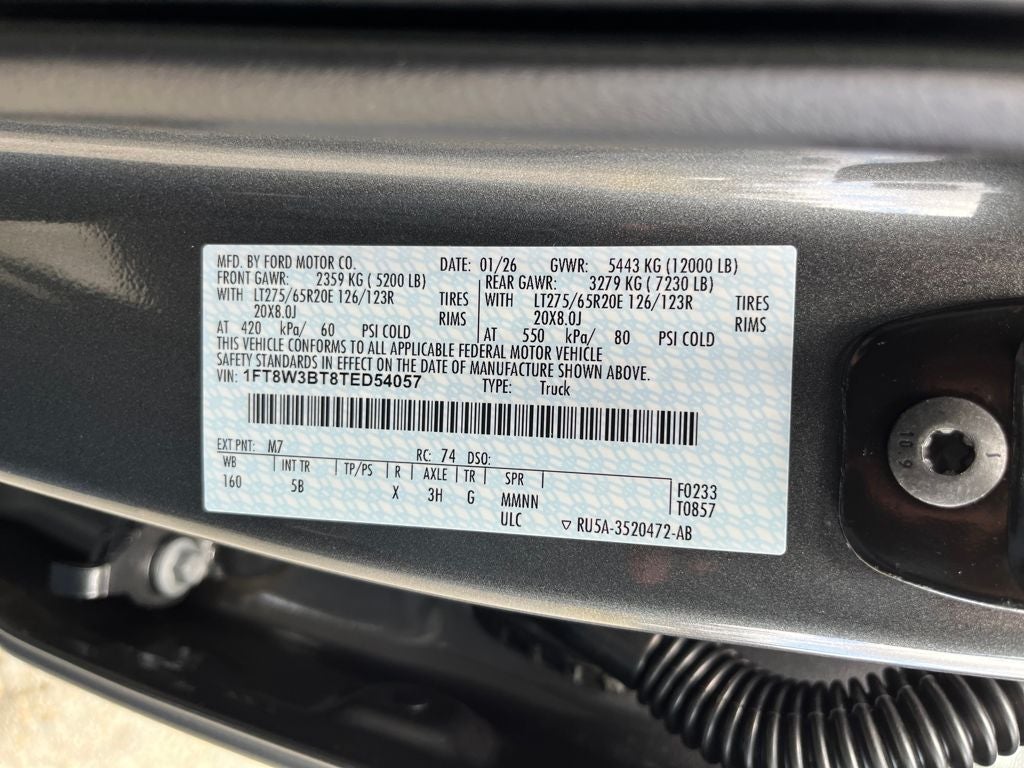 MFD. BY FORD MOTOR CO. DATE: 01/26 GVWR: 5443 KG (12000 LB)
FRONT GAWR: 2359 KG ( 5200 LB) REAR GAWR: 3279 KG ( 7230 LB)
WITH LT275/65R20E 126/123R TIRES WITH LT275/65R20E 126/123R TIRES
20X8.0J RIMS 20X8.0J RIMS
AT 420 kPa/ 60 PSI COLD AT 550 kPa/ 80 PSI COLD
THIS VEHICLE CONFORMS TO ALL APPLICABLE FEDERAL MOTOR VEHICLE
SAFETY STANDARDS IN EFFECT ON THE DATE OF MANUFACTURE SHOWN ABOVE.
VIN: 1FT8W3BT8TED54057 TYPE: Truck
EXT PNT: M7 RC: 74 DSO:
WB INT TR TP/PS R AXLE TR SPR
160 5B X 3H G MMNN F0233
ULC T0857
▽ RU5A-3520472-AB
10.9